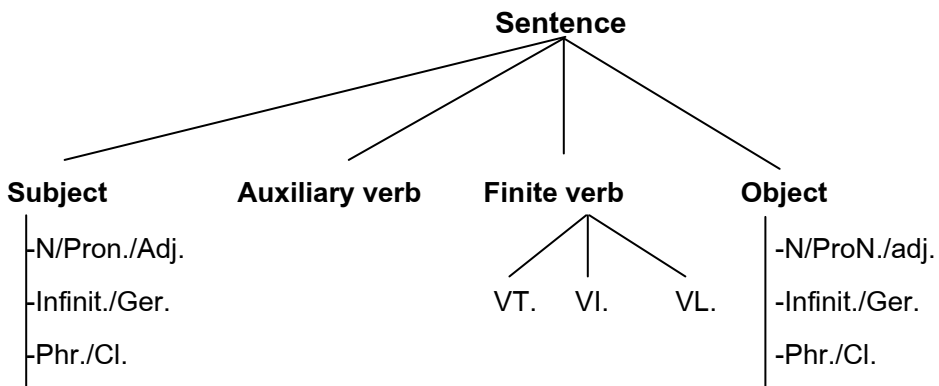 Sentence
Subject Auxiliary verb Finite verb Object
-N/Pron./Adj. -N/ProN./adj.
-Infinit./Ger. VT. VI. VL. -Infinit./Ger.
-Phr./Cl. -Phr./Cl.